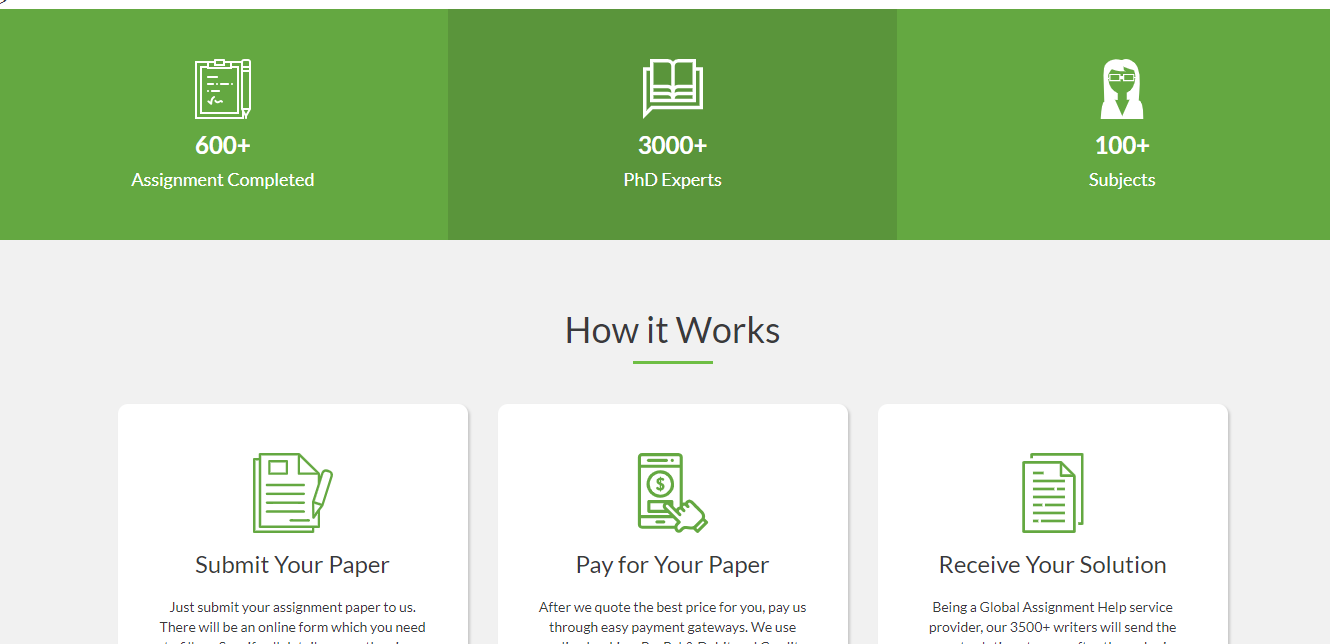 600+
Assignment Completed
3000+
PhD Experts
100+
Subjects
How it Works
$
Submit Your Paper
Just submit your assignment paper to us.
There will be an online form which you need
Pay for Your Paper
After we quote the best price for you, pay us
through easy payment gateways. We use
Receive Your Solution
Being a Global Assignment Help service
provider, our 3500+ writers will send the